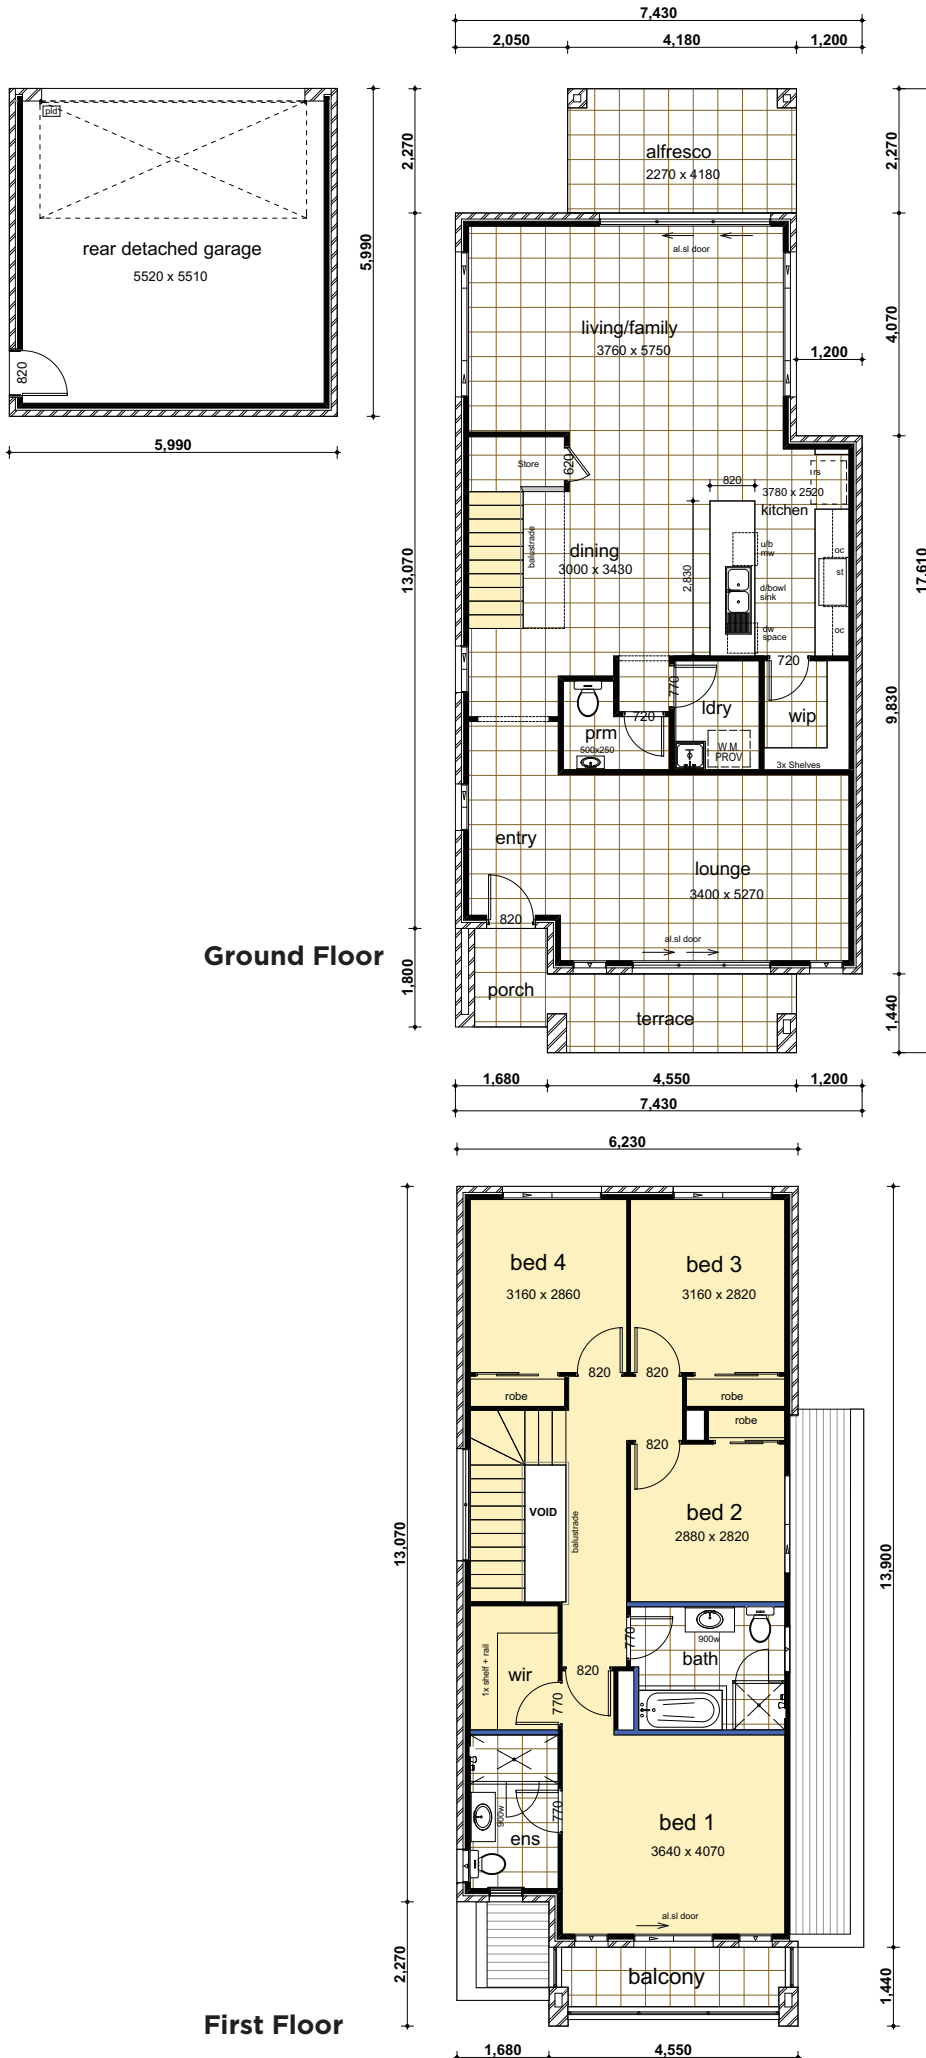 7,430
2,050 4,180 1,200
pld
rear detached garage
5520 x 5510
820
5,990
5,990
2,270
alfresco
2270 x 4180
2,270
al.sl door
living/family
3760 x 5750
4,070
1,200
13,070
Store
620
820
rs
3780 x 2520
kitchen
balustrade
dining
3000 x 3430
2,830
u/b
mw
oc
st
d/bowl
sink
dw
space
oc
17,610
720
770
ldry
wip
9,830
720
prm
500x250
W.M.
PROV
3x Shelves
entry
lounge
3400 x 5270
820
al.sl door
Ground Floor
1,800
porch
terrace
1,440
1,680 4,550 1,200
7,430
6,230
bed 4
3160 x 2860
bed 3
3160 x 2820
820 820
robe
robe
robe
820
VOID
balustrade
bed 2
2880 x 2820
13,070
13,900
1x shelf + rail
wir
820
770
770
900w
bath
900w
770
ens
bed 1
3640 x 4070
al.sl door
2,270
balcony
1,440
First Floor
1,680 4,550